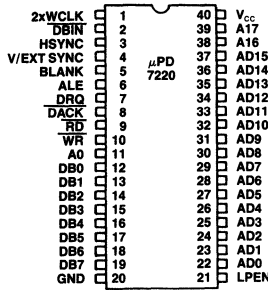 2xWCLK 1 40 V_CC
DBIN 2 39 A17
HSYNC 3 38 A16
V/EXT SYNC 4 μPD 37 AD15
BLANK 5 7220 36 AD14
ALE 6 35 AD13
DRQ 7 34 AD12
DACK 8 33 AD11
RD 9 32 AD10
WR 10 31 AD9
A0 11 30 AD8
DB0 12 29 AD7
DB1 13 28 AD6
DB2 14 27 AD5
DB3 15 26 AD4
DB4 16 25 AD3
DB5 17 24 AD2
DB6 18 23 AD1
DB7 19 22 AD0
GND 20 21 LPEN